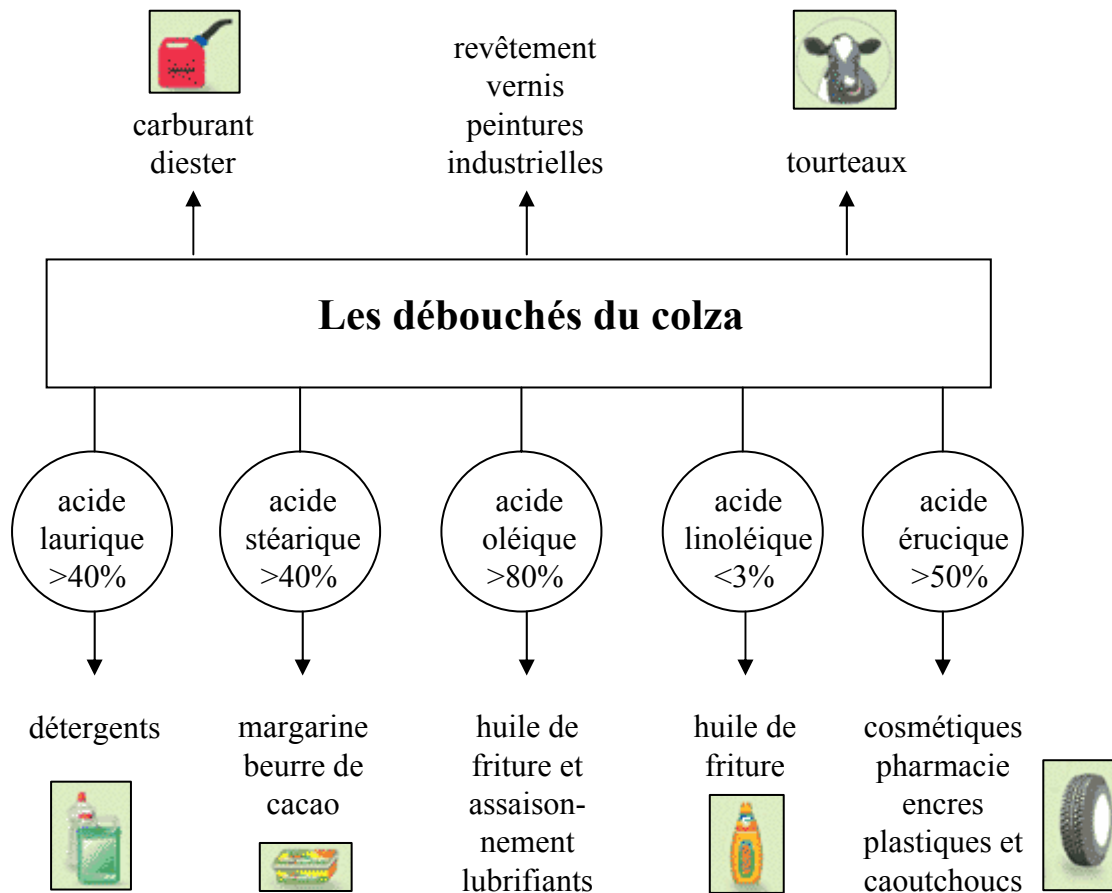 carburant
diester
revêtement
vernis
peintures
industrielles
tourteaux
Les débouchés du colza
acide
laurique
>40%
acide
stéarique
>40%
acide
oléique
>80%
acide
linoléique
<3%
acide
érucique
>50%
détergents
margarine
beurre de
cacao
huile de
friture et
assaison-
nement
lubrifiants
huile de
friture
cosmétiques
pharmacie
encres
plastiques et
caoutchoucs